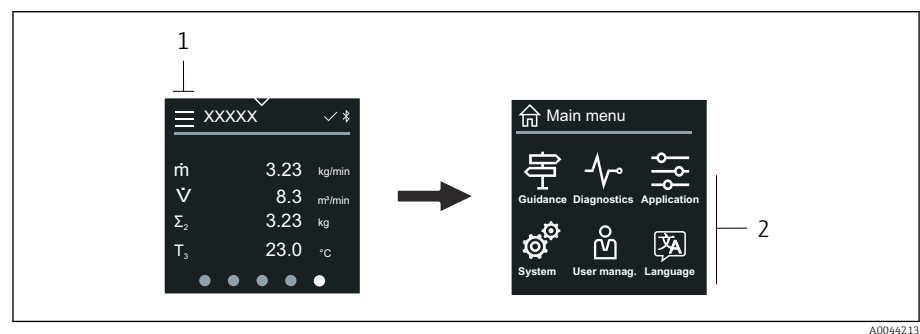 1
XXXXX
ṁ 3.23 kg/min
V̇ 8.3 m³/min
Σ₂ 3.23 kg
T₃ 23.0 °C
Main menu
Guidance Diagnostics Application
System User manag. Language
2
A0044213